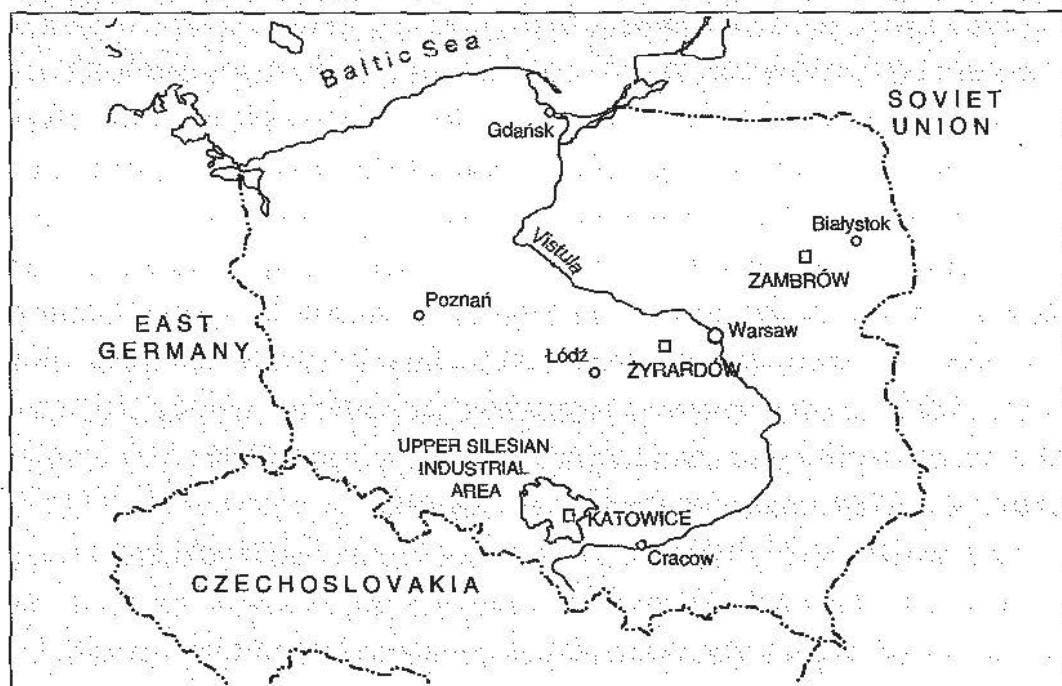 Baltic Sea
SOVIET
UNION
Gdańsk
Białystok
Vistula
ZAMBRÓW
Poznań
EAST
GERMANY
Warsaw
Łódź
ŻYRARDÓW
UPPER SILESIAN
INDUSTRIAL
AREA
KATOWICE
Cracow
CZECHOSLOVAKIA